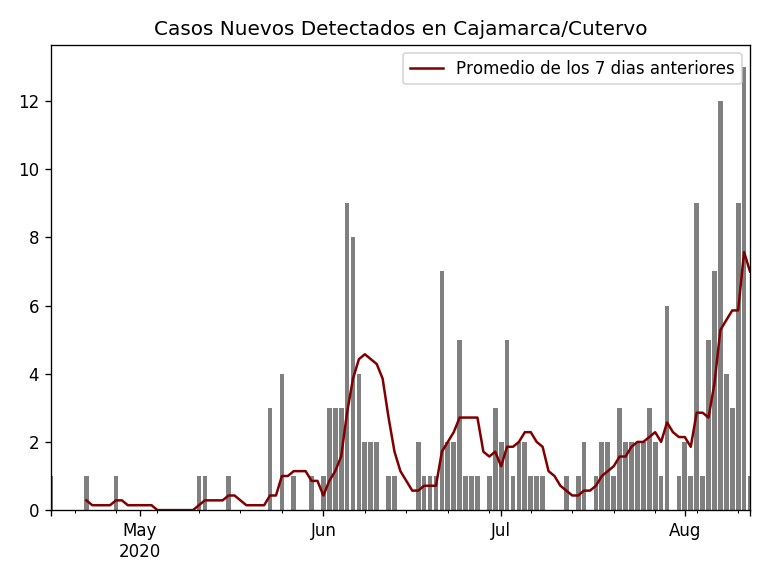 Casos Nuevos Detectados en Cajamarca/Cutervo
Promedio de los 7 dias anteriores
12
10
8
6
4
2
0
May
2020
Jun
Jul
Aug